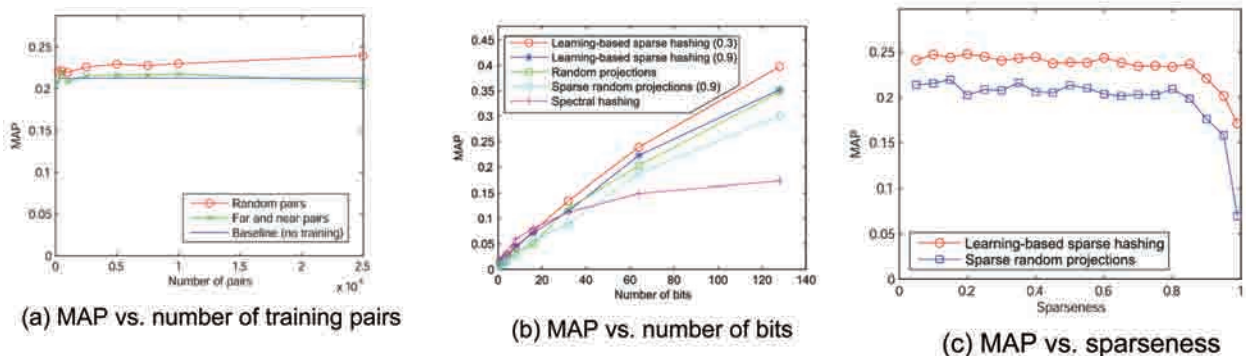 0.25
0.2
0.15
0.1
0.05
0
MAP
Random pairs
Far and near pairs
Baseline (no training)
0 0.5 1 1.5 2 2.5
Number of pairs
x 10
(a) MAP vs. number of training pairs
0.45
0.4
0.35
0.3
0.25
0.2
0.15
0.1
0.05
0
MAP
Learning-based sparse hashing (0.3)
Learning-based sparse hashing (0.9)
Random projections
Sparse random projections (0.9)
Spectral hashing
0 20 40 60 80 100 120 140
Number of bits
(b) MAP vs. number of bits
0.25
0.2
0.15
0.1
0.05
0
MAP
Learning-based sparse hashing
Sparse random projections
0 0.2 0.4 0.6 0.8 1
Sparseness
(c) MAP vs. sparseness